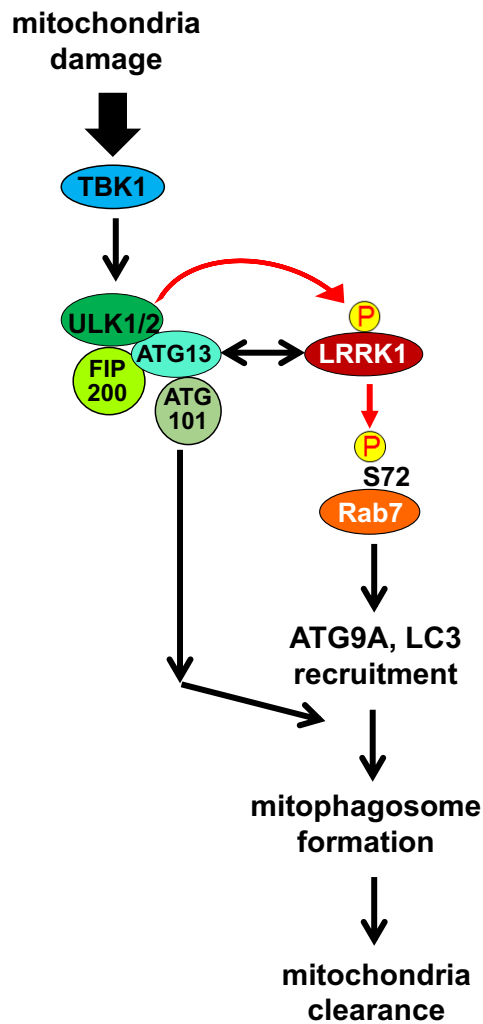 mitochondria
damage
TBK1
ULK1/2
ATG13
FIP
200
ATG
101
P
LRRK1
P
S72
Rab7
ATG9A, LC3
recruitment
mitophagosome
formation
mitochondria
clearance